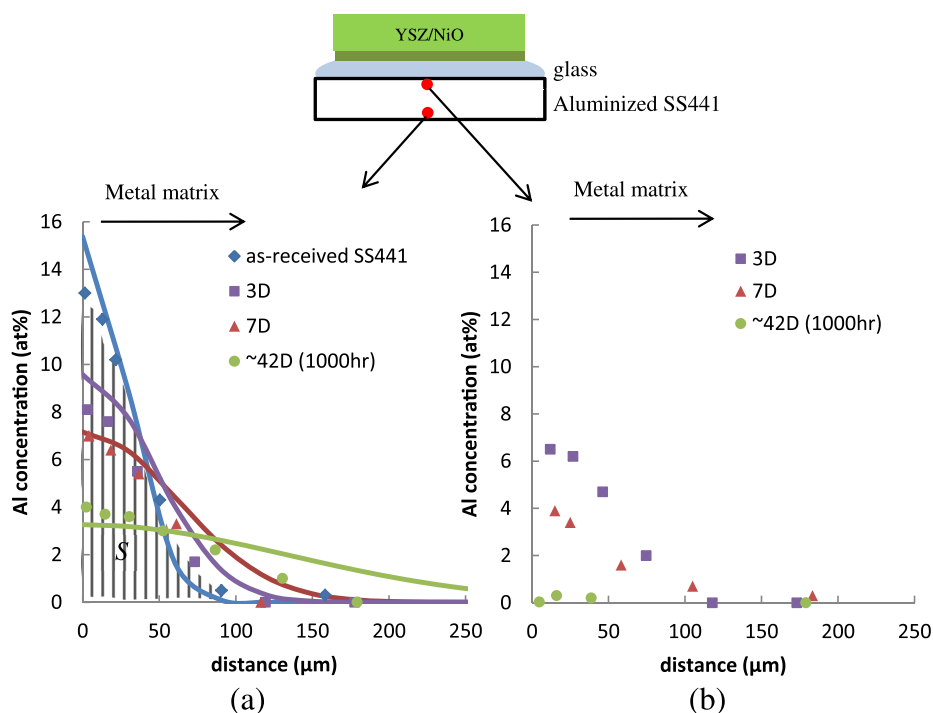 YSZ/NiO
glass
Aluminized SS441
Metal matrix
16
14
12
10
8
6
4
2
0
Al concentration (at%)
as-received SS441
3D
7D
~42D (1000hr)
S
0 50 100 150 200 250
distance (μm)
(a)
Metal matrix
16
14
12
10
8
6
4
2
0
Al concentration (at%)
3D
7D
~42D (1000hr)
0 50 100 150 200 250
distance (μm)
(b)